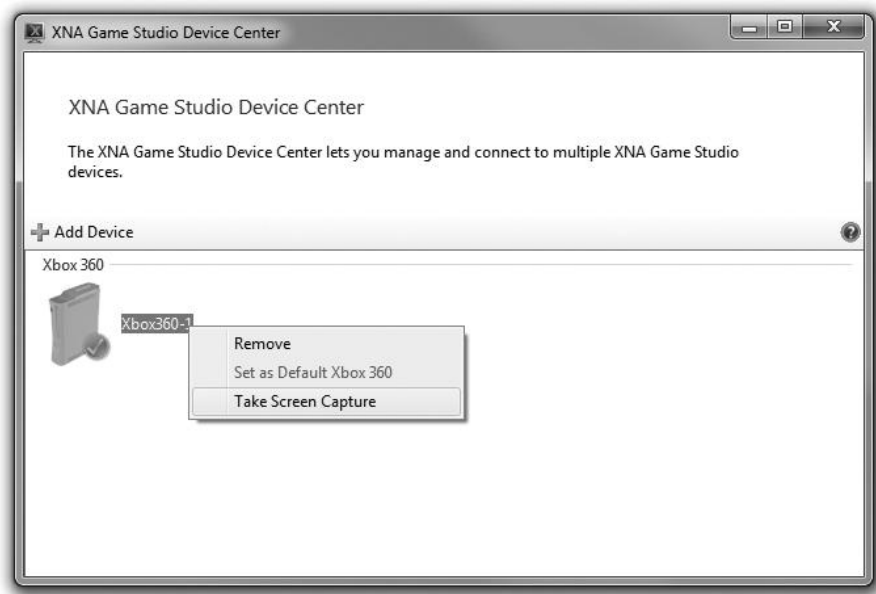 XNA Game Studio Device Center
XNA Game Studio Device Center
The XNA Game Studio Device Center lets you manage and connect to multiple XNA Game Studio
devices.
Add Device
Xbox 360
Xbox360-1
Remove
Set as Default Xbox 360
Take Screen Capture